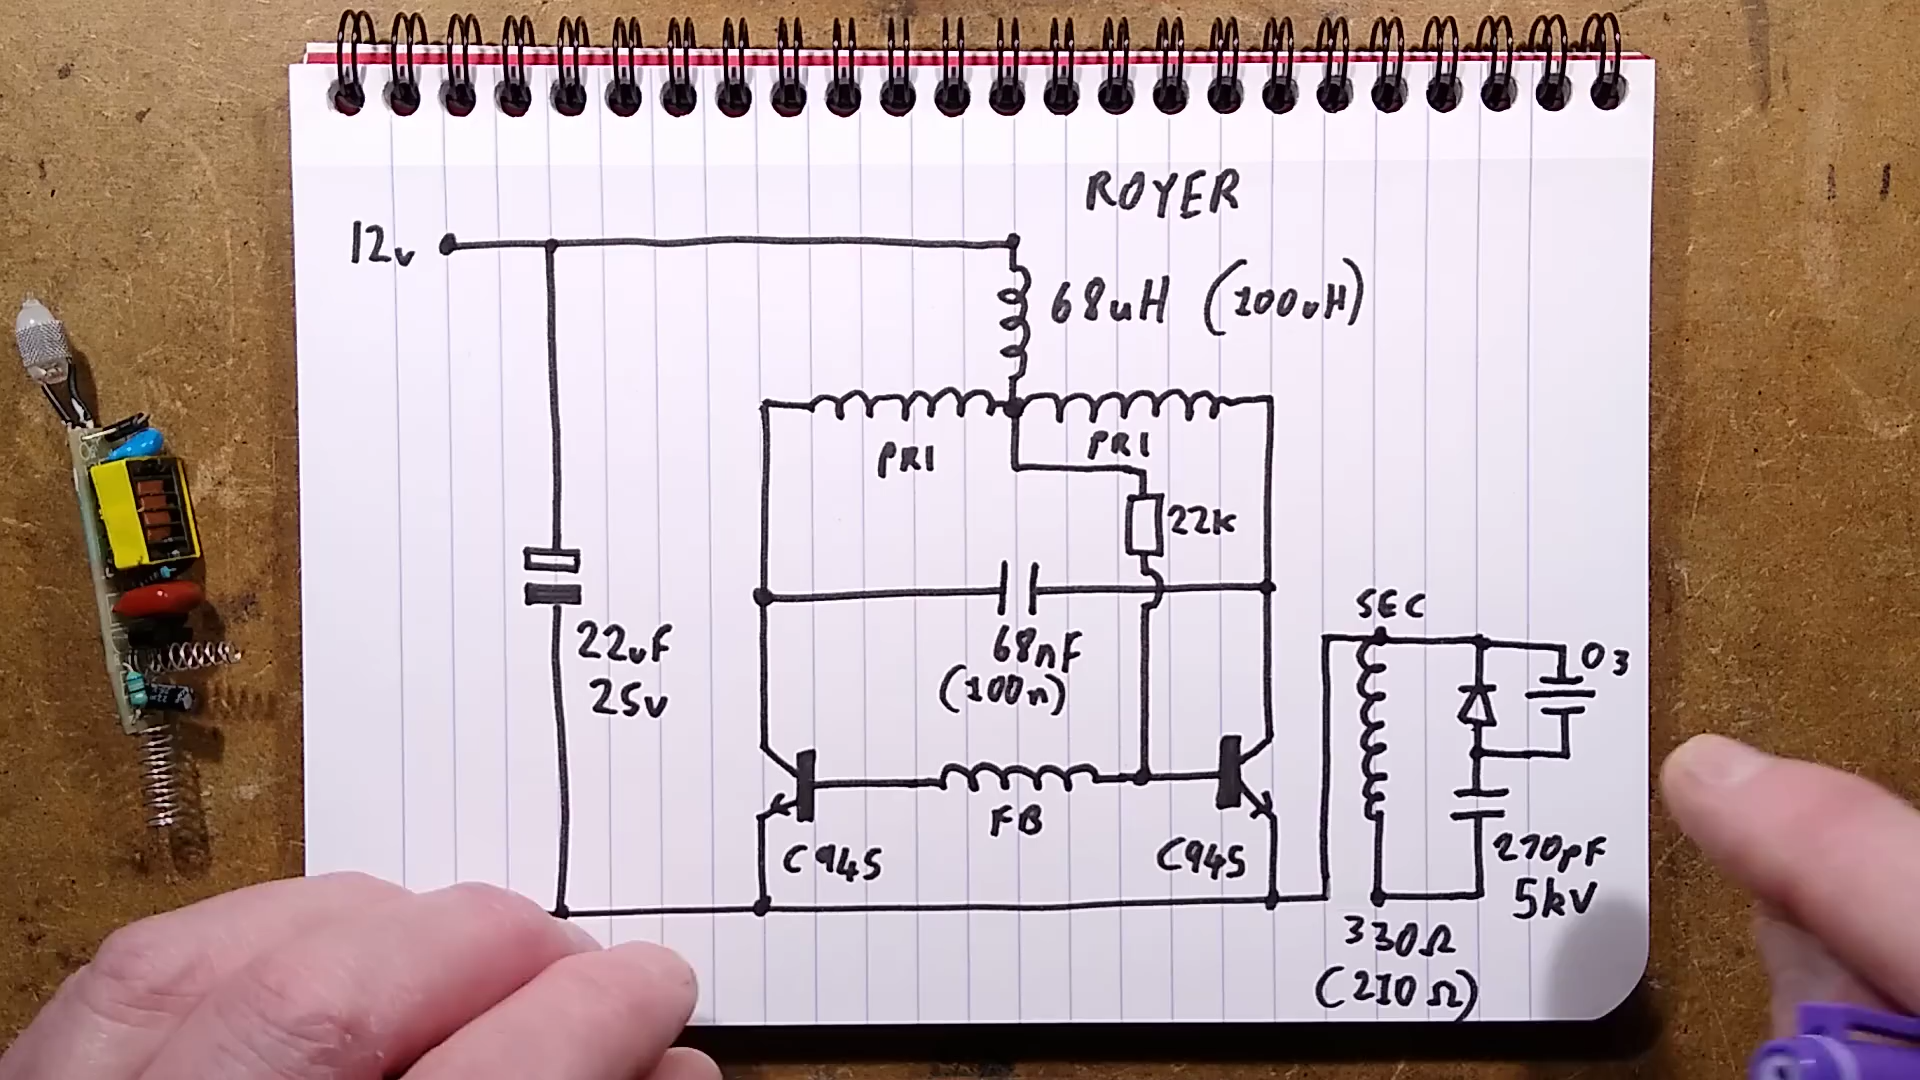 ROYER
12v
68uH (100uH)
PRI
PRI
22k
SEC
68nF
(100n)
22uF
25v
O3
FB
C945
C945
270pF
5kV
330Ω
(210Ω)